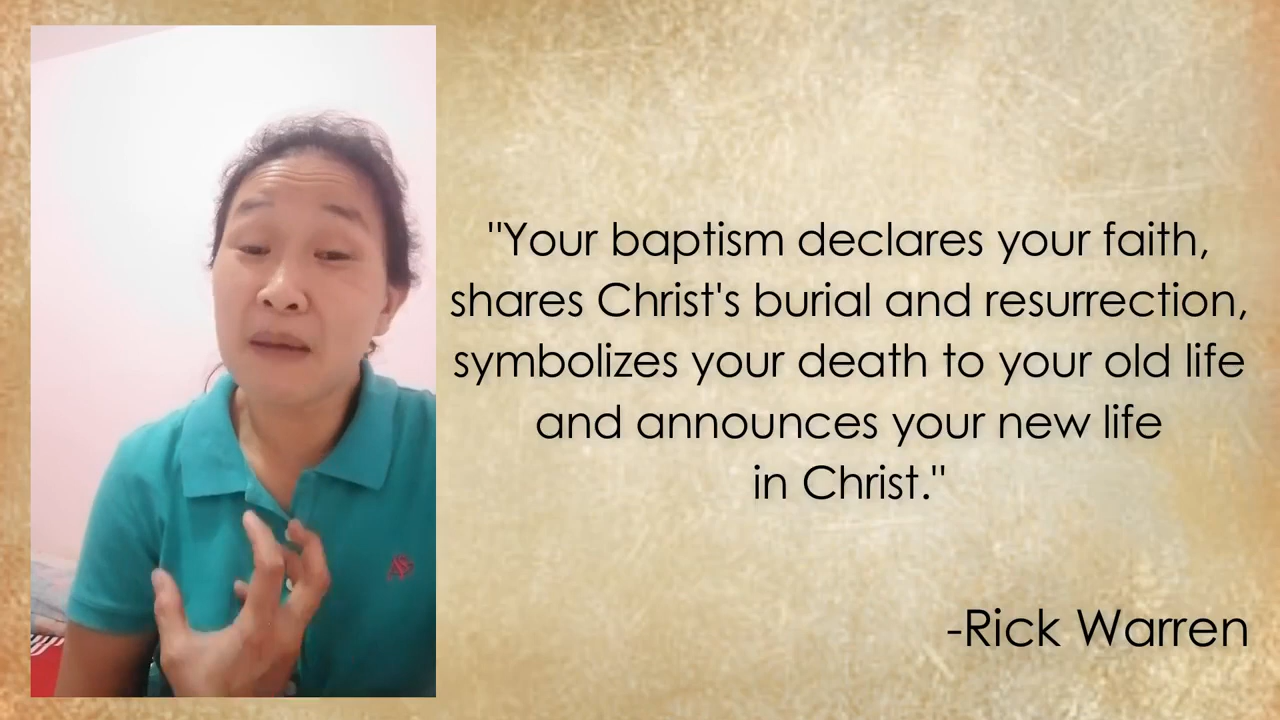 "Your baptism declares your faith,
shares Christ's burial and resurrection,
symbolizes your death to your old life
and announces your new life
in Christ."
-Rick Warren